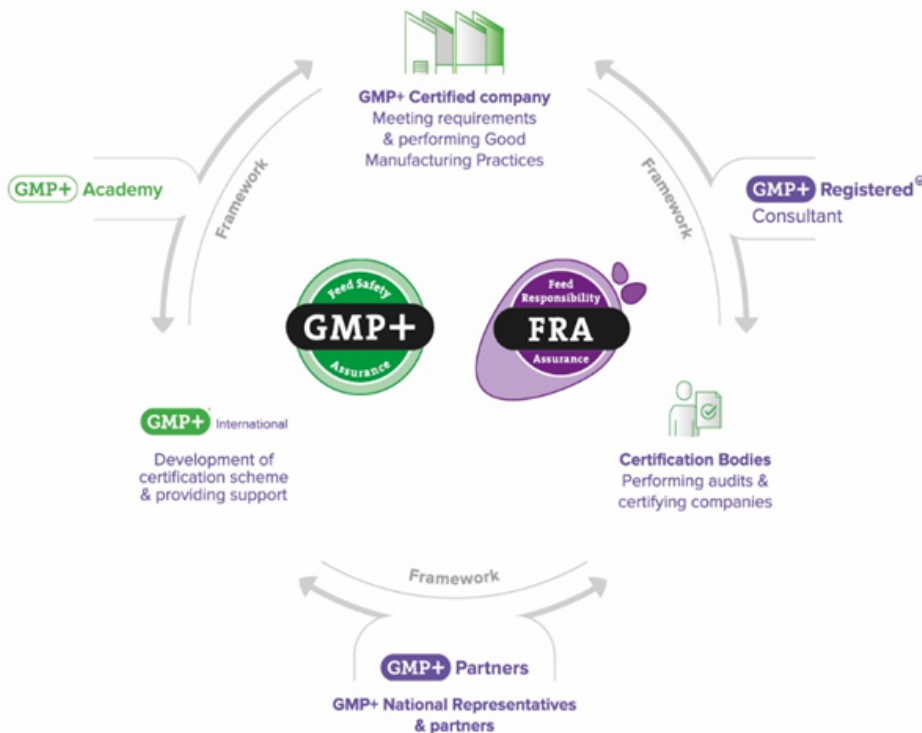 GMP+ Certified company
Meeting requirements
& performing Good
Manufacturing Practices
Framework
Framework
GMP+ Academy
GMP+ Registered
Consultant
Feed Safety
GMP+
Assurance
Feed
Responsibility
FRA
Assurance
GMP+ International
Development of
certification scheme
& providing support
Certification Bodies
Performing audits &
certifying companies
Framework
GMP+ Partners
GMP+ National Representatives
& partners